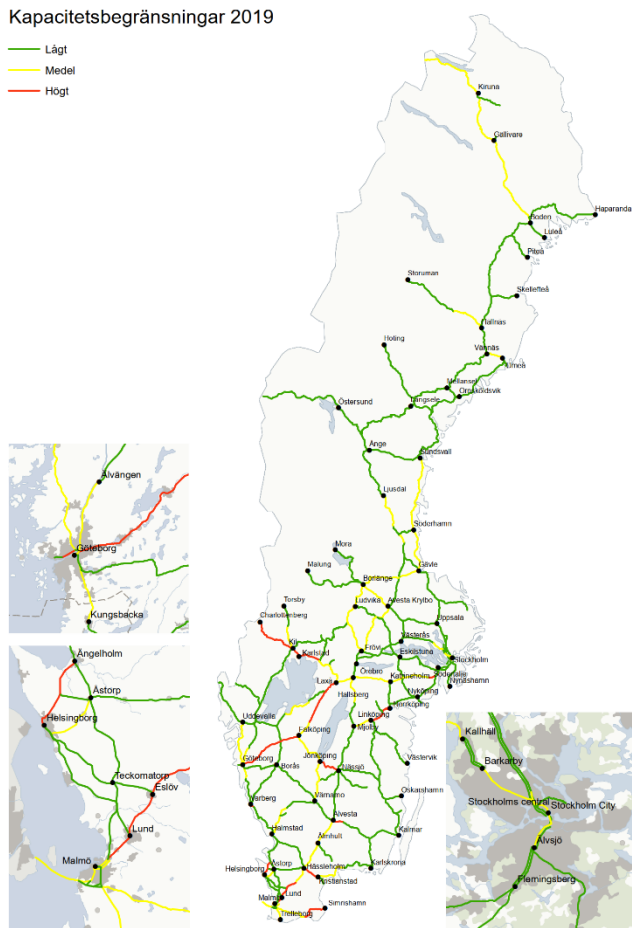 Kapacitetsbegränsningar 2019
Lågt
Medel
Högt
Kiruna
Gällivare
Boden
Haparanda
Luleå
Piteå
Storuman
Skellefteå
Hällnäs
Hoting
Vännäs
Umeå
Mellansel
Örnsköldsvik
Långsele
Östersund
Ånge
Sundsvall
Ljusdal
Söderhamn
Mora
Malung
Gävle
Borlänge
Torsby
Ludvika
Avesta Krylbo
Charlottenberg
Uppsala
Västerås
Kil
Frövi
Karlstad
Eskilstuna
Stockholm
Örebro
Södertälje
Laxå
Katrineholm
Nynäshamn
Hallsberg
Nyköping
Norrköping
Linköping
Uddevalla
Mjölby
Falköping
Göteborg
Borås
Jönköping
Nässjö
Västervik
Värnamo
Oskarshamn
Varberg
Alvesta
Halmstad
Kalmar
Älmhult
Åstorp
Hässleholm
Karlskrona
Helsingborg
Kristianstad
Lund
Malmö
Simrishamn
Trelleborg
Älvängen
Göteborg
Kungsbacka
Ängelholm
Åstorp
Helsingborg
Teckomatorp
Eslöv
Lund
Malmö
Kallhäll
Barkarby
Stockholms central
Stockholm City
Älvsjö
Flemingsberg